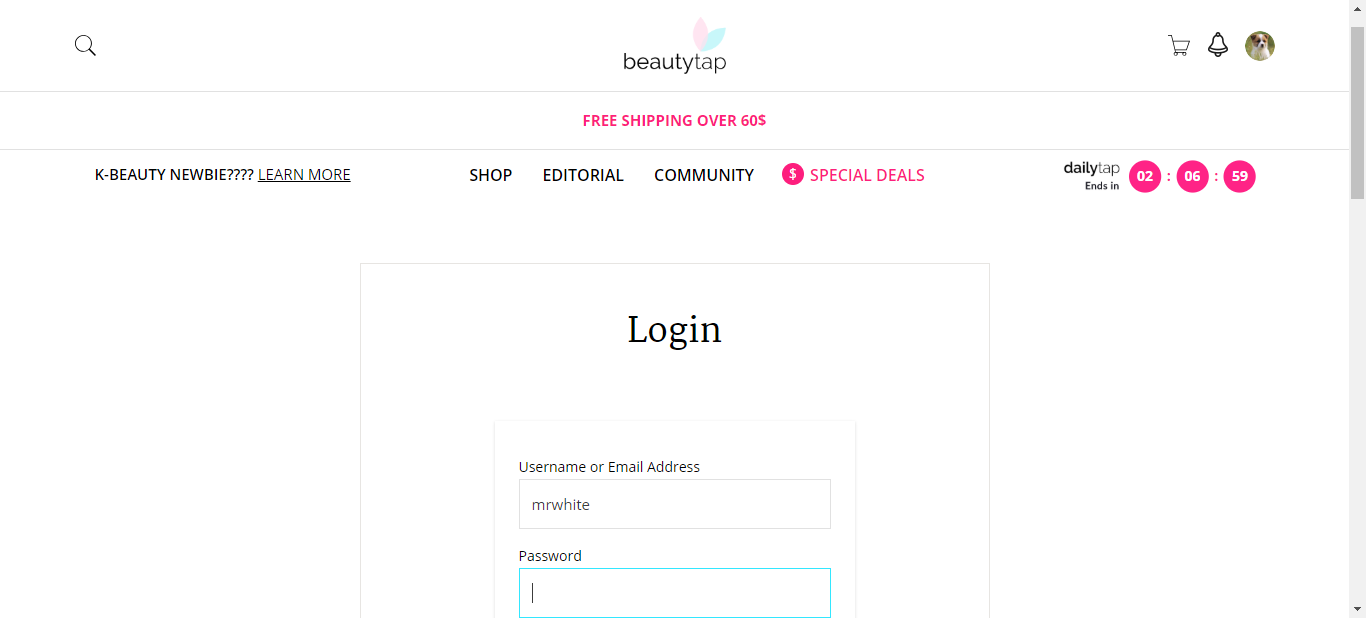 beautytap
FREE SHIPPING OVER 60$
K-BEAUTY NEWBIE???? LEARN MORE
SHOP
EDITORIAL
COMMUNITY
$ SPECIAL DEALS
dailytap
Ends in
02 : 06 : 59
Login
Username or Email Address
mrwhite
Password